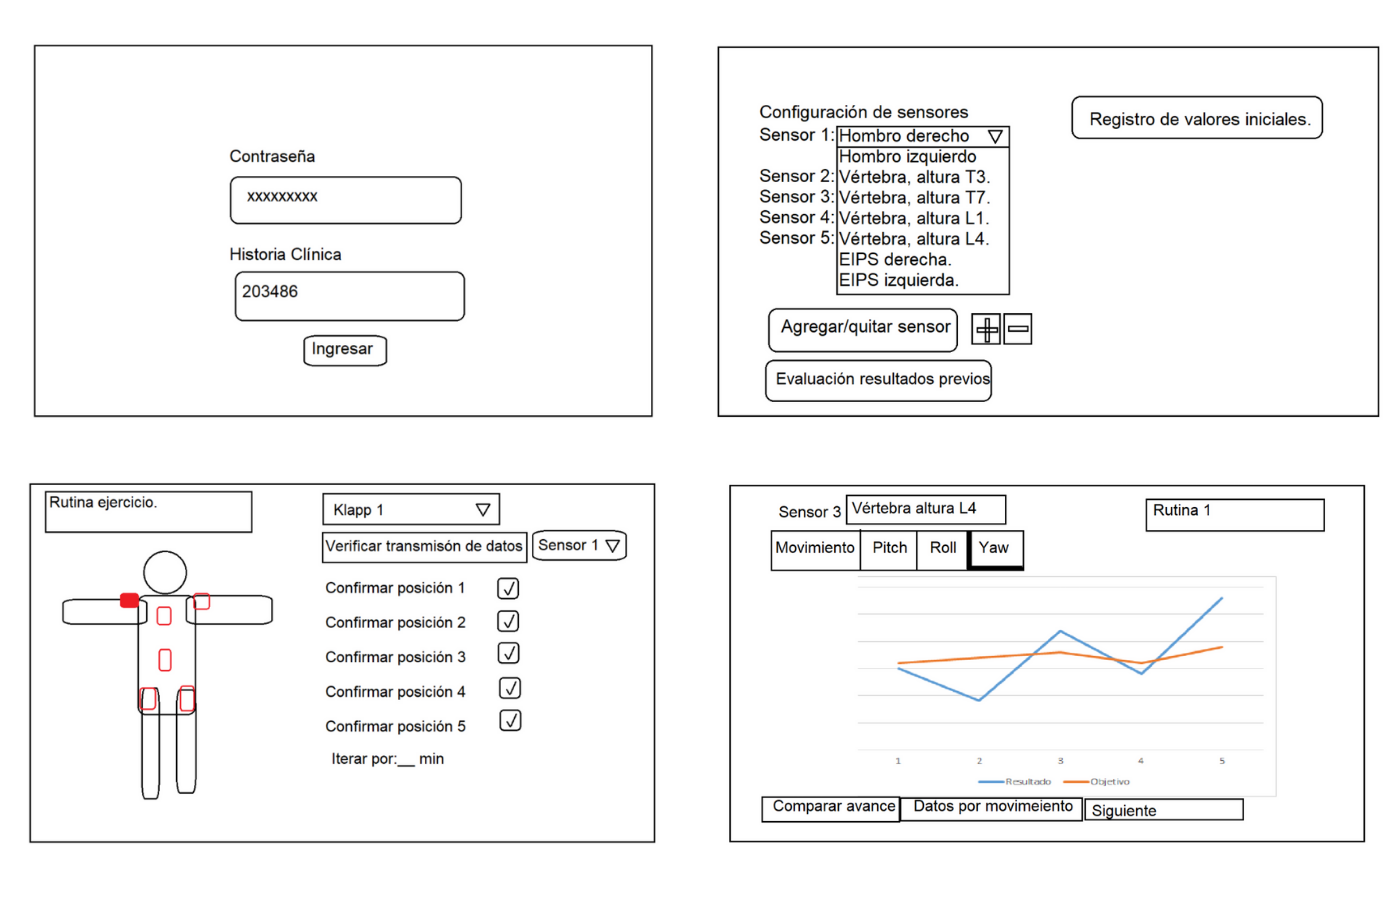 Contraseña
xxxxxxxxx
Historia Clínica
203486
Ingresar
Configuración de sensores
Sensor 1: Hombro derecho
Hombro izquierdo
Sensor 2: Vértebra, altura T3.
Sensor 3: Vértebra, altura T7.
Sensor 4: Vértebra, altura L1.
Sensor 5: Vértebra, altura L4.
EIPS derecha.
EIPS izquierda.
Registro de valores iniciales.
Agregar/quitar sensor
Evaluación resultados previos
Rutina ejercicio.
Klapp 1
Verificar transmisón de datos Sensor 1
Confirmar posición 1
Confirmar posición 2
Confirmar posición 3
Confirmar posición 4
Confirmar posición 5
Iterar por:__ min
Sensor 3 Vértebra altura L4
Rutina 1
Movimiento Pitch Roll Yaw
1 2 3 4 5
Resultado Objetivo
Comparar avance Datos por movimeiento Siguiente